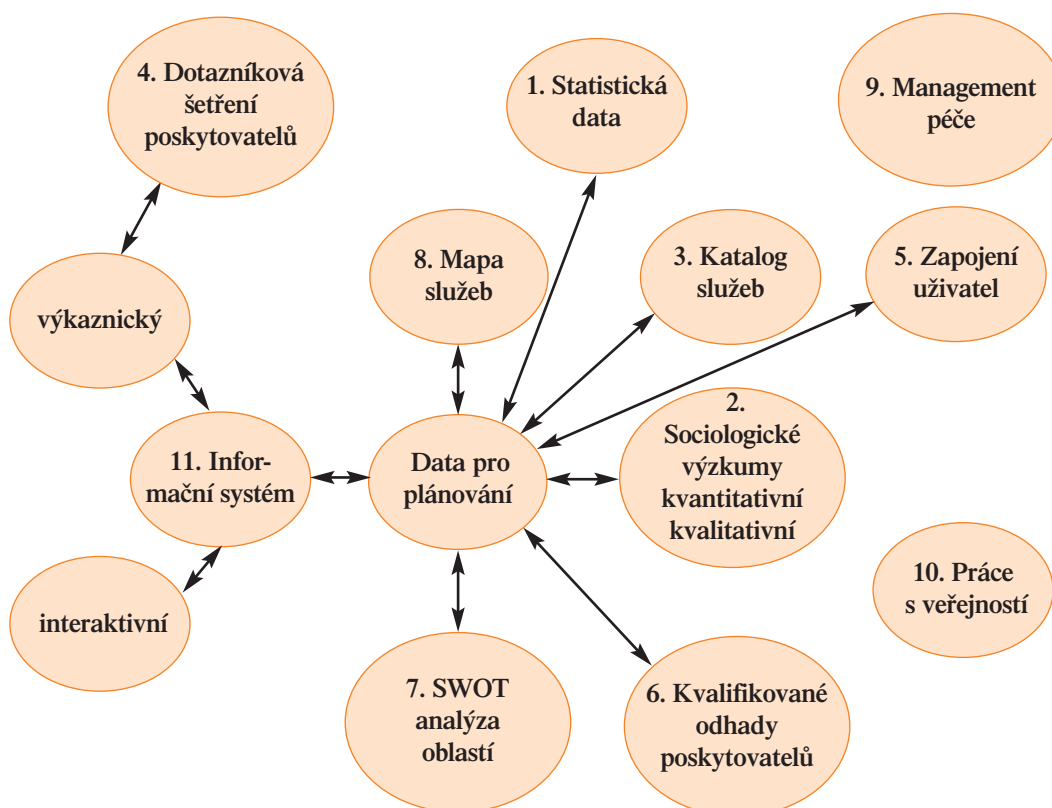 4. Dotazníková
šetření
poskytovatelů
1. Statistická
data
9. Management
péče
8. Mapa
služeb
3. Katalog
služeb
5. Zapojení
uživatel
výkaznický
2.
Sociologické
výzkumy
kvantitativní
kvalitativní
11. Infor-
mační systém
Data pro
plánování
10. Práce
s veřejností
interaktivní
7. SWOT
analýza
oblastí
6. Kvalifikované
odhady
poskytovatelů